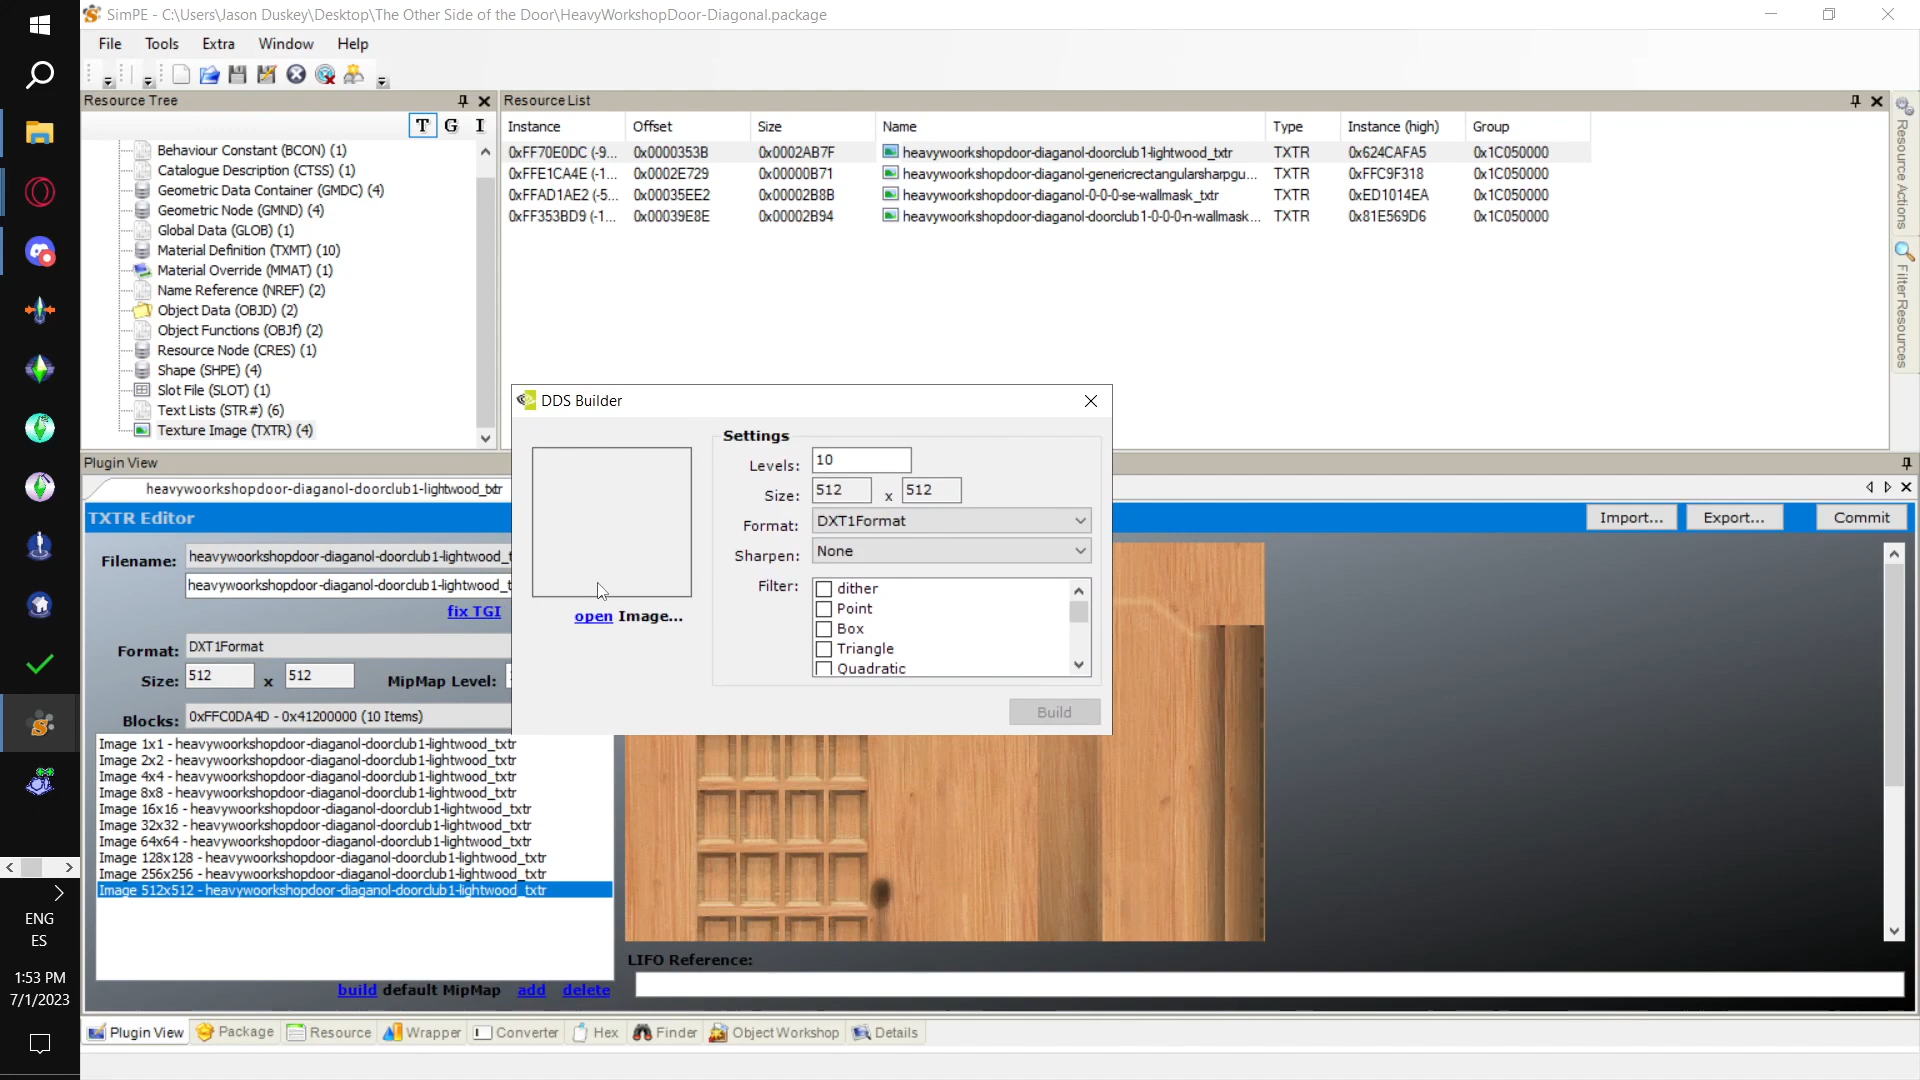 SimPE - C:\Users\Jason Duskey\Desktop\The Other Side of the Door\HeavyWorkshopDoor-Diagonal.package
File Tools Extra Window Help
Resource Tree
T G I
Behaviour Constant (BCON) (1)
Catalogue Description (CTSS) (1)
Geometric Data Container (GMDC) (4)
Geometric Node (GMND) (4)
Global Data (GLOB) (1)
Material Definition (TXMT) (10)
Material Override (MMAT) (1)
Name Reference (NREF) (2)
Object Data (OBJD) (2)
Object Functions (OBJf) (2)
Resource Node (CRES) (1)
Shape (SHPE) (4)
Slot File (SLOT) (1)
Text Lists (STR#) (6)
Texture Image (TXTR) (4)
Resource List
Instance Offset Size Name Type Instance (high) Group
0xFF70E0DC (-9... 0x0000353B 0x0002AB7F heavywoorkshopdoor-diaganol-doorclub1-lightwood_txtr TXTR 0x624CAFA5 0x1C050000
0xFFE1CA4E (-1... 0x0002E729 0x00000B71 heavywoorkshopdoor-diaganol-genericrectangularsharpgu... TXTR 0xFFC9F318 0x1C050000
0xFFAD1AE2 (-5... 0x00035EE2 0x00002B8B heavywoorkshopdoor-diaganol-0-0-0-se-wallmask_txtr TXTR 0xED1014EA 0x1C050000
0xFF353BD9 (-1... 0x00039E8E 0x00002B94 heavywoorkshopdoor-diaganol-doorclub1-0-0-0-n-wallmask... TXTR 0x81E569D6 0x1C050000
Resource Actions
Filter Resources
Plugin View
heavywoorkshopdoor-diaganol-doorclub1-lightwood_txtr
TXTR Editor
Import... Export... Commit
Filename: heavywoorkshopdoor-diaganol-doorclub1-lightwood_t
heavywoorkshopdoor-diaganol-doorclub1-lightwood_t
fix TGI
Format: DXT1Format
Size: 512 x 512 MipMap Level:
Blocks: 0xFFC0DA4D - 0x41200000 (10 Items)
Image 1x1 - heavywoorkshopdoor-diaganol-doorclub1-lightwood_txtr
Image 2x2 - heavywoorkshopdoor-diaganol-doorclub1-lightwood_txtr
Image 4x4 - heavywoorkshopdoor-diaganol-doorclub1-lightwood_txtr
Image 8x8 - heavywoorkshopdoor-diaganol-doorclub1-lightwood_txtr
Image 16x16 - heavywoorkshopdoor-diaganol-doorclub1-lightwood_txtr
Image 32x32 - heavywoorkshopdoor-diaganol-doorclub1-lightwood_txtr
Image 64x64 - heavywoorkshopdoor-diaganol-doorclub1-lightwood_txtr
Image 128x128 - heavywoorkshopdoor-diaganol-doorclub1-lightwood_txtr
Image 256x256 - heavywoorkshopdoor-diaganol-doorclub1-lightwood_txtr
Image 512x512 - heavywoorkshopdoor-diaganol-doorclub1-lightwood_txtr
build default MipMap add delete
LIFO Reference:
DDS Builder
open Image...
Settings
Levels: 10
Size: 512 x 512
Format: DXT1Format
Sharpen: None
Filter: dither
Point
Box
Triangle
Quadratic
Build
Plugin View Package Resource Wrapper Converter Hex Finder Object Workshop Details
ENG
ES
1:53 PM
7/1/2023